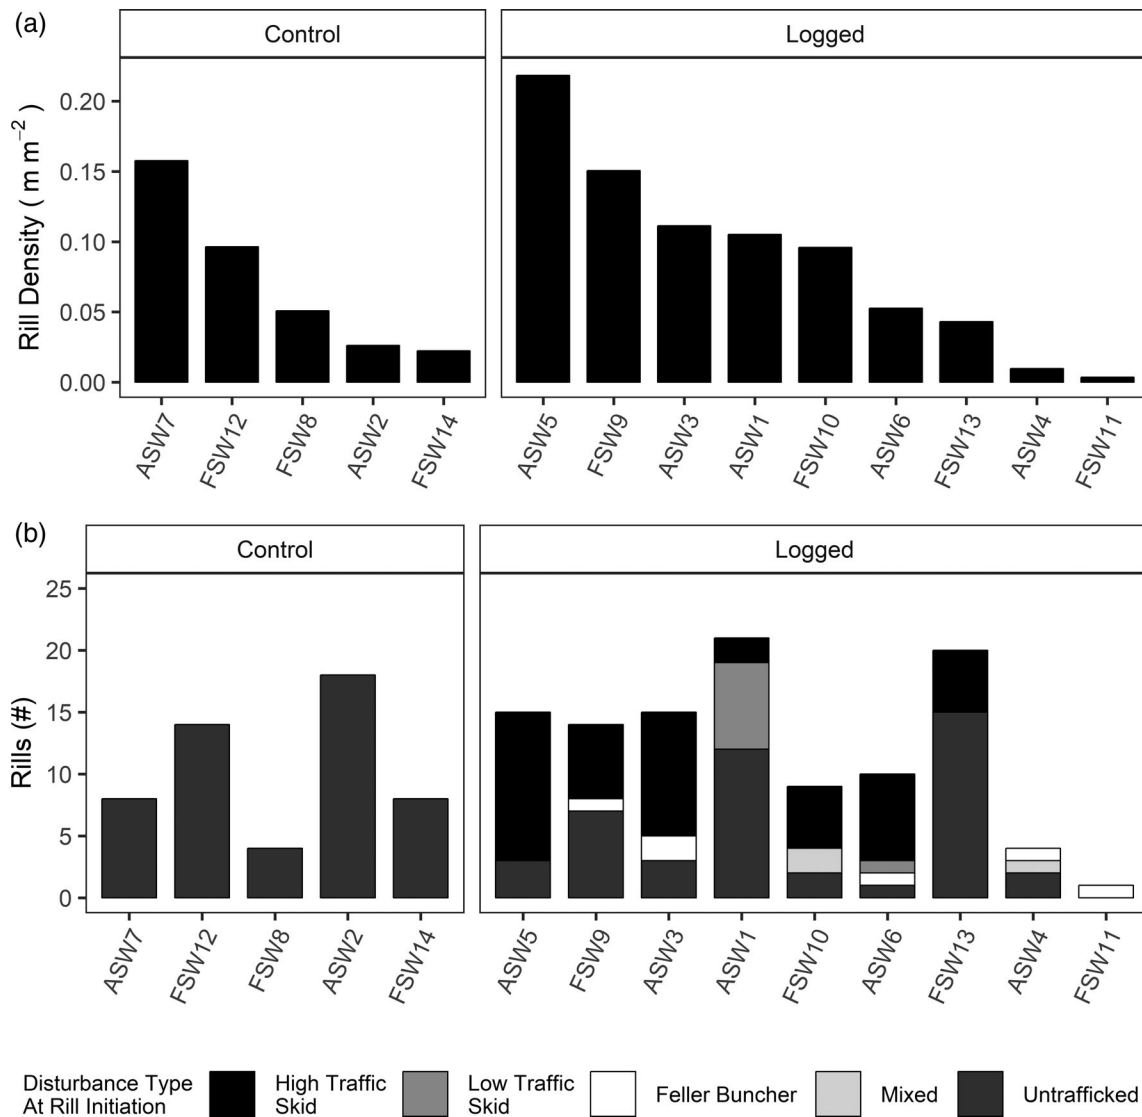 (a)
Control
Logged
Rill Density ( m m⁻² )
0.20
0.15
0.10
0.05
0.00
ASW7
FSW12
FSW8
ASW2
FSW14
ASW5
FSW9
ASW3
ASW1
FSW10
ASW6
FSW13
ASW4
FSW11
(b)
Control
Logged
Rills (#)
25
20
15
10
5
0
ASW7
FSW12
FSW8
ASW2
FSW14
ASW5
FSW9
ASW3
ASW1
FSW10
ASW6
FSW13
ASW4
FSW11
Disturbance Type
At Rill Initiation
High Traffic
Skid
Low Traffic
Skid
Feller Buncher
Mixed
Untrafficked